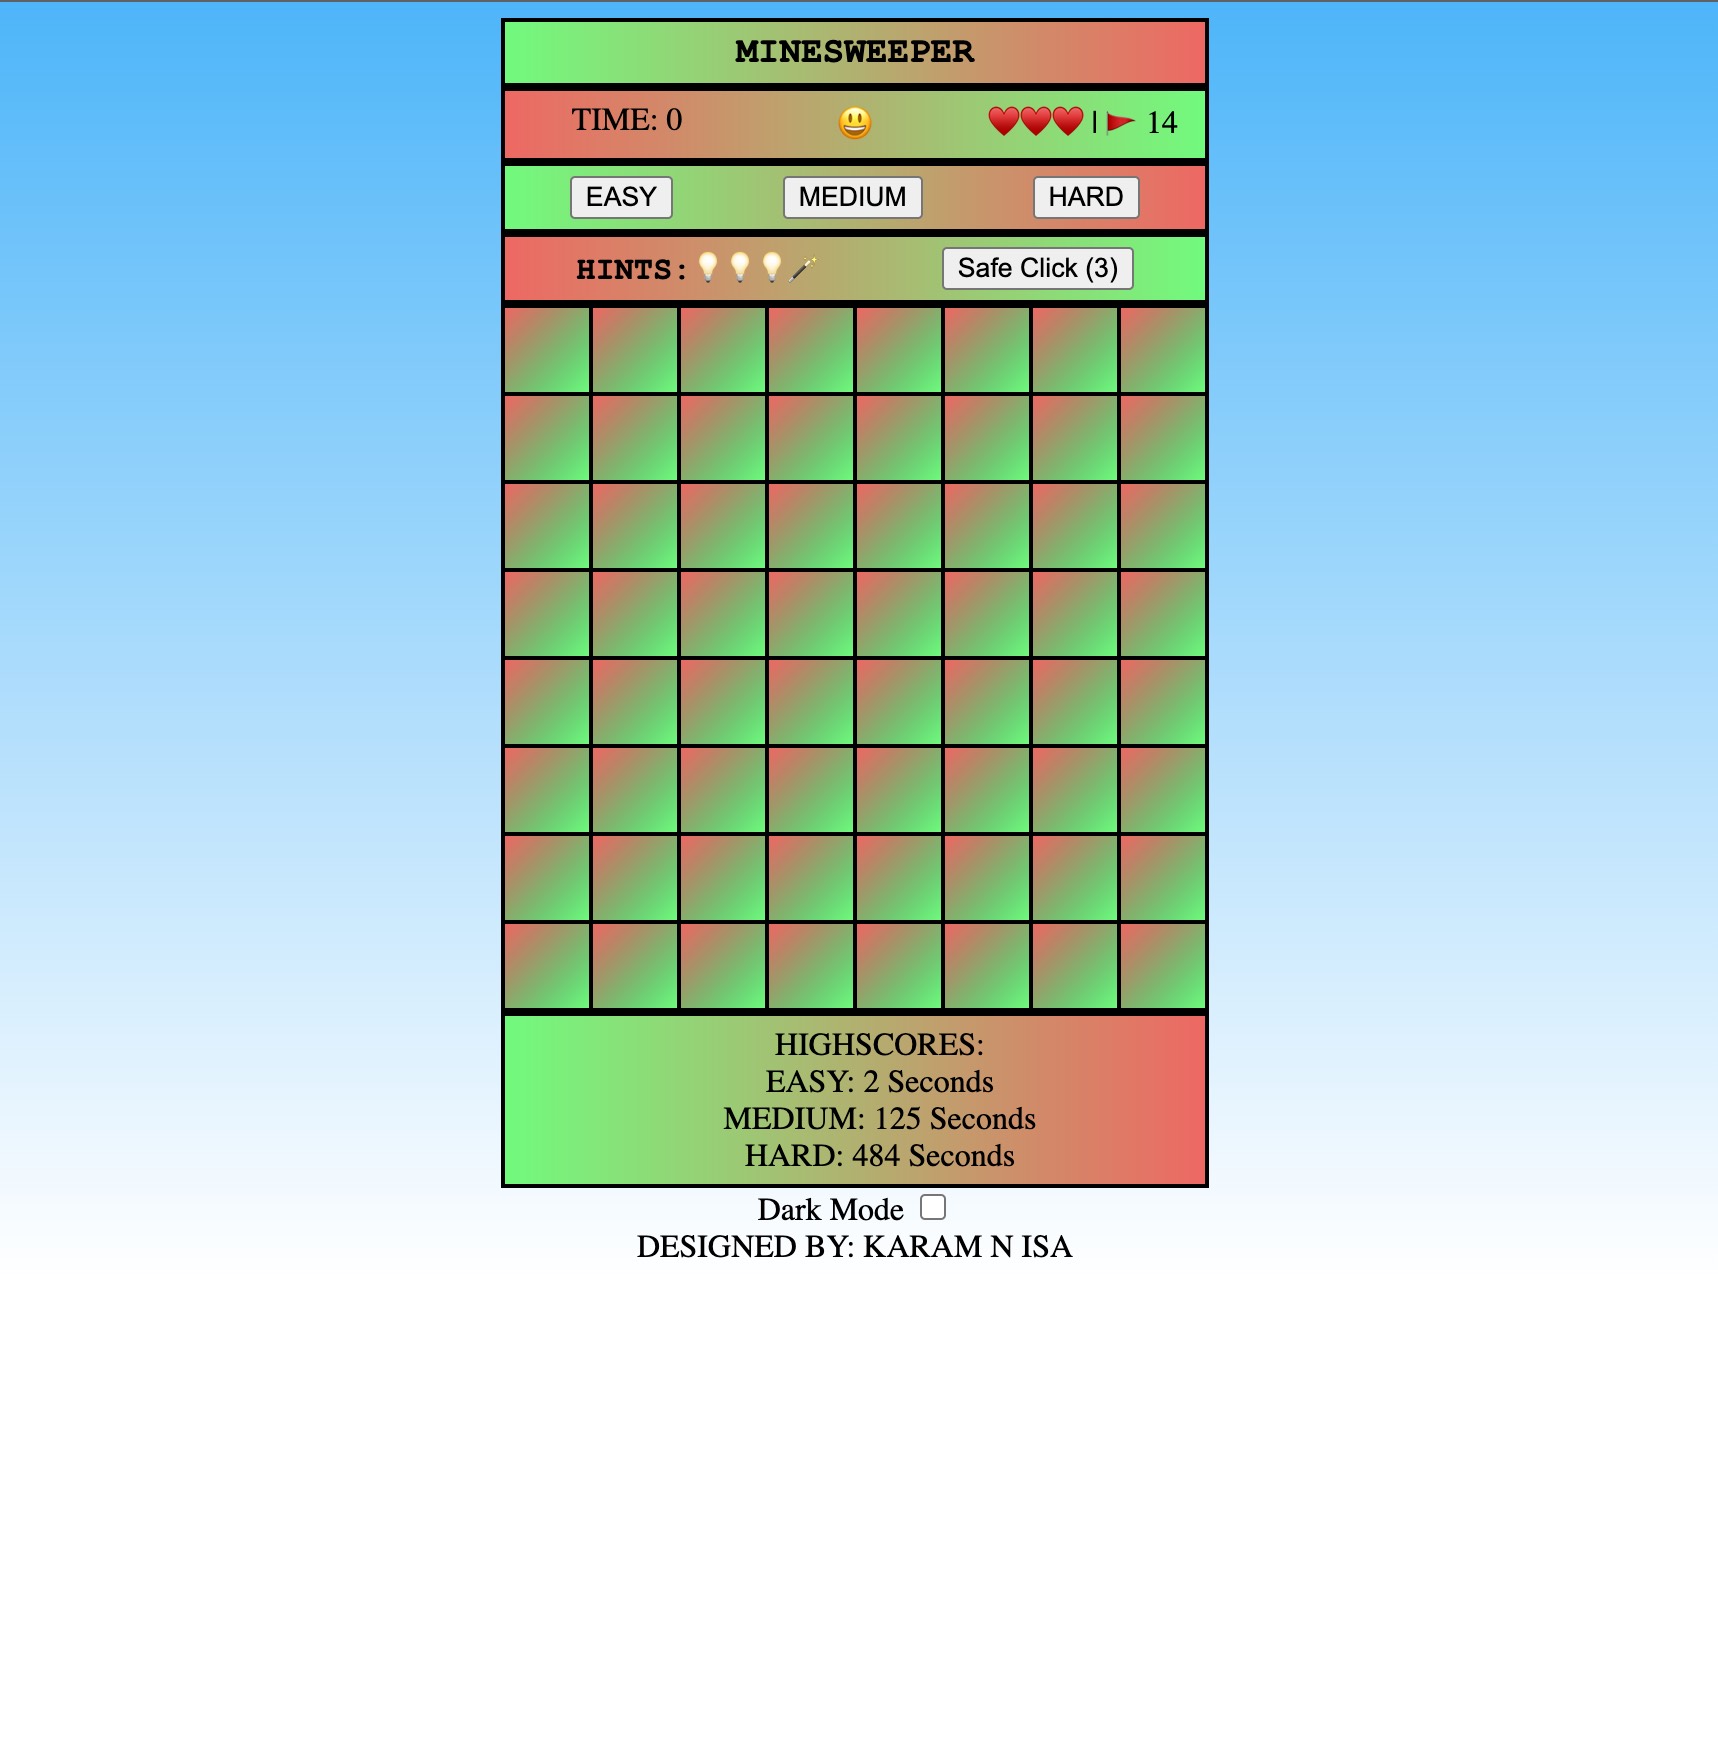 MINESWEEPER
TIME: 0 😃 ❤️❤️❤️ | 🚩 14
EASY MEDIUM HARD
HINTS:💡💡💡🪄 Safe Click (3)
HIGHSCORES:
EASY: 2 Seconds
MEDIUM: 125 Seconds
HARD: 484 Seconds
Dark Mode
DESIGNED BY: KARAM N ISA